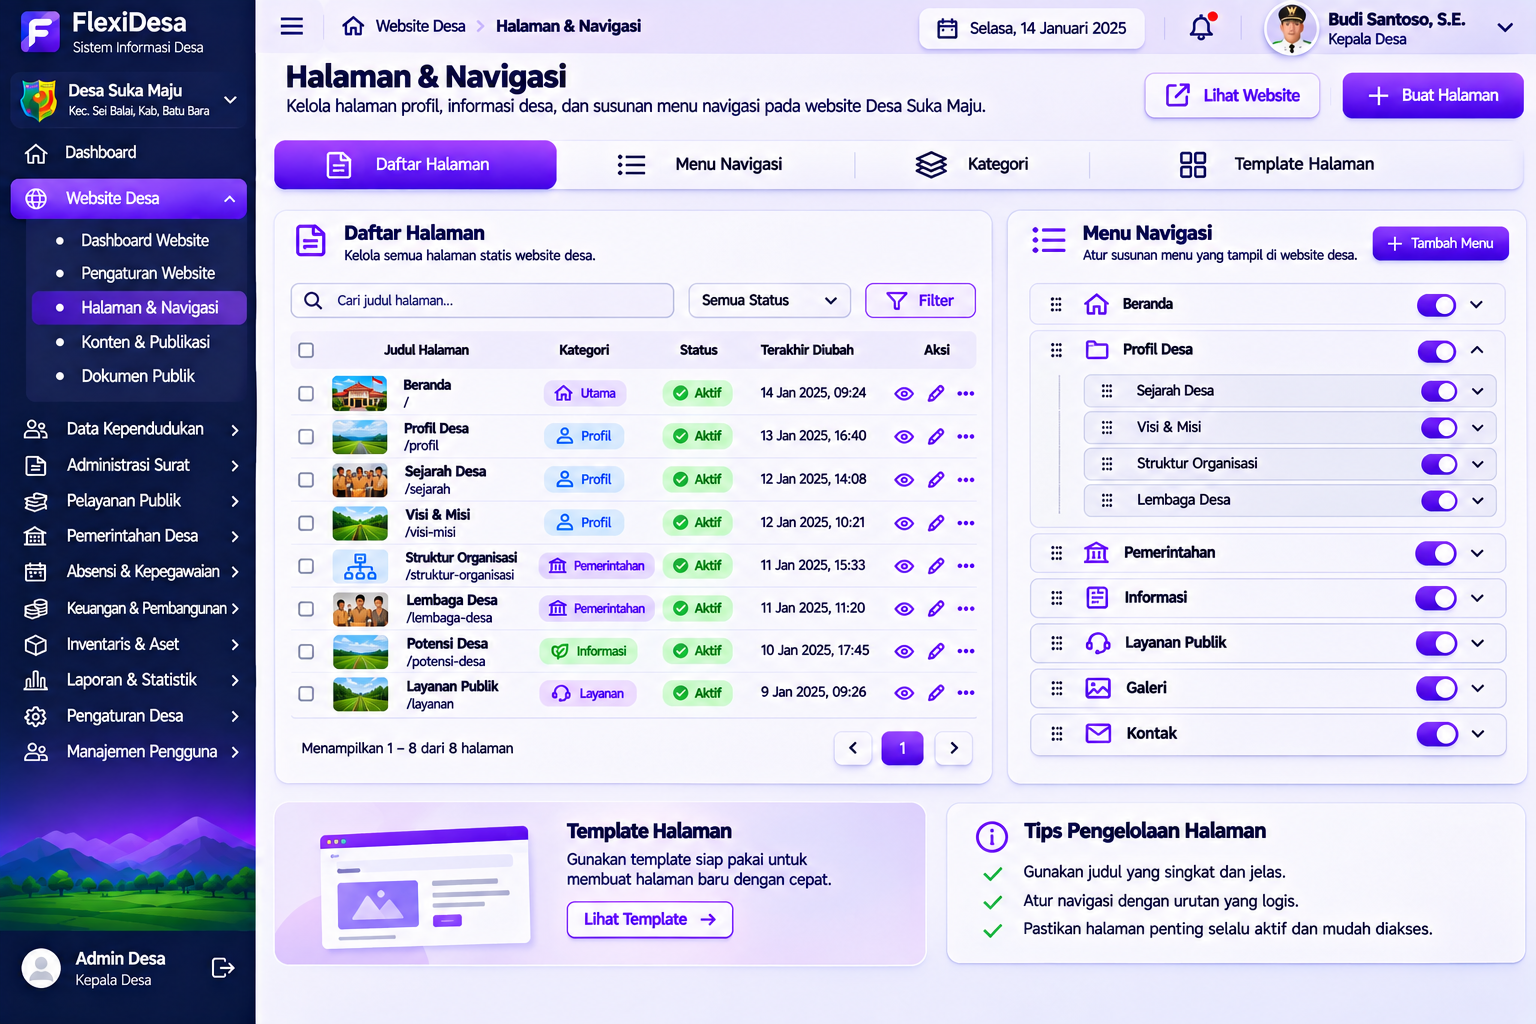 FlexiDesa
Sistem Informasi Desa
Desa Suka Maju
Kec. Sei Balai, Kab, Batu Bara
Dashboard
Website Desa
Dashboard Website
Pengaturan Website
Halaman & Navigasi
Konten & Publikasi
Dokumen Publik
Data Kependudukan
Administrasi Surat
Pelayanan Publik
Pemerintahan Desa
Absensi & Kepegawaian
Keuangan & Pembangunan
Inventaris & Aset
Laporan & Statistik
Pengaturan Desa
Manajemen Pengguna
Admin Desa
Kepala Desa
Website Desa > Halaman & Navigasi
Selasa, 14 Januari 2025
Budi Santoso, S.E.
Kepala Desa
Halaman & Navigasi
Kelola halaman profil, informasi desa, dan susunan menu navigasi pada website Desa Suka Maju.
Lihat Website
+ Buat Halaman
Daftar Halaman
Menu Navigasi
Kategori
Template Halaman
Daftar Halaman
Kelola semua halaman statis website desa.
Cari judul halaman...
Semua Status
Filter
Judul Halaman Kategori Status Terakhir Diubah Aksi
Beranda Utama Aktif 14 Jan 2025, 09:24
/
Profil Desa Profil Aktif 13 Jan 2025, 16:40
/profil
Sejarah Desa Profil Aktif 12 Jan 2025, 14:08
/sejarah
Visi & Misi Profil Aktif 12 Jan 2025, 10:21
/visi-misi
Struktur Organisasi Pemerintahan Aktif 11 Jan 2025, 15:33
/struktur-organisasi
Lembaga Desa Pemerintahan Aktif 11 Jan 2025, 11:20
/lembaga-desa
Potensi Desa Informasi Aktif 10 Jan 2025, 17:45
/potensi-desa
Layanan Publik Layanan Aktif 9 Jan 2025, 09:26
/layanan
Menampilkan 1 – 8 dari 8 halaman
< 1 >
Menu Navigasi
Atur susunan menu yang tampil di website desa.
+ Tambah Menu
Beranda
Profil Desa
Sejarah Desa
Visi & Misi
Struktur Organisasi
Lembaga Desa
Pemerintahan
Informasi
Layanan Publik
Galeri
Kontak
Template Halaman
Gunakan template siap pakai untuk
membuat halaman baru dengan cepat.
Lihat Template →
Tips Pengelolaan Halaman
Gunakan judul yang singkat dan jelas.
Atur navigasi dengan urutan yang logis.
Pastikan halaman penting selalu aktif dan mudah diakses.